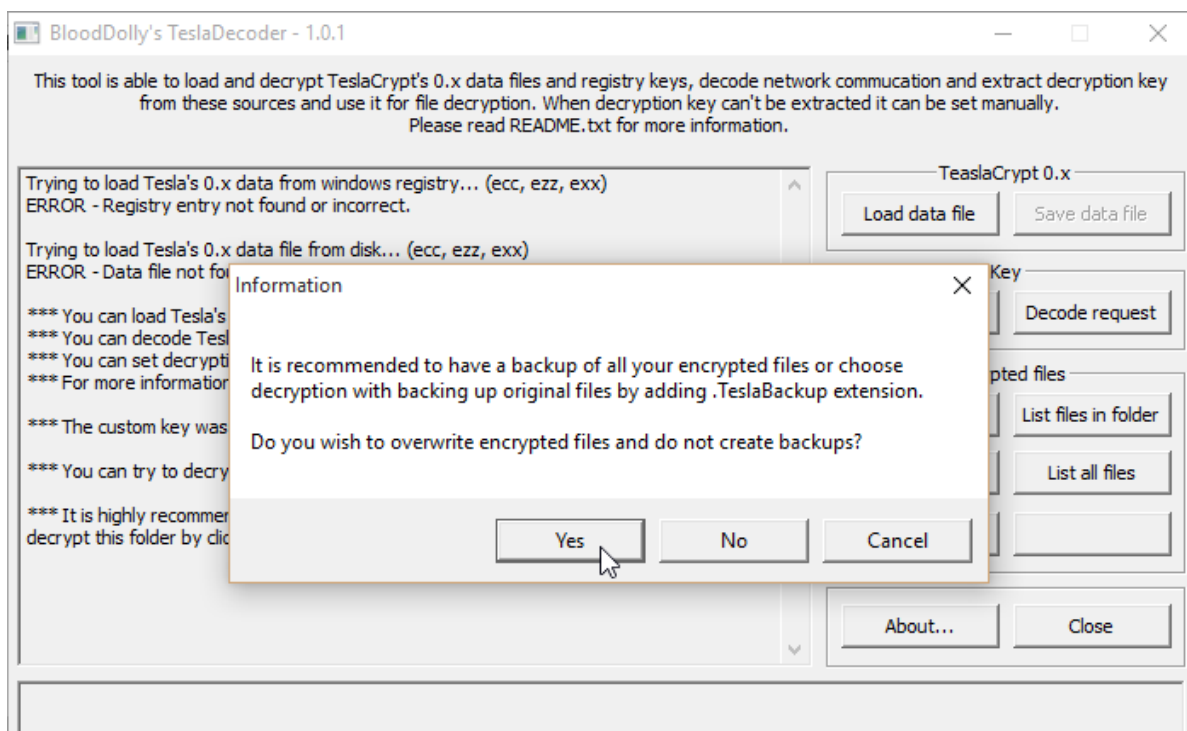 BloodDolly's TeslaDecoder - 1.0.1
This tool is able to load and decrypt TeslaCrypt's 0.x data files and registry keys, decode network commucation and extract decryption key
from these sources and use it for file decryption. When decryption key can't be extracted it can be set manually.
Please read README.txt for more information.
Trying to load Tesla's 0.x data from windows registry... (ecc, ezz, exx)
ERROR - Registry entry not found or incorrect.
Trying to load Tesla's 0.x data file from disk... (ecc, ezz, exx)
ERROR - Data file not
*** You can load Tesla's
*** You can decode
*** You can set
*** For more information
*** The custom key was
*** You can try to
*** It is highly
decrypt this folder by
TeaslaCrypt 0.x
Load data file
Save data file
Key
Decode request
files
List files in folder
List all files
About...
Close
Information
It is recommended to have a backup of all your encrypted files or choose
decryption with backing up original files by adding .TeslaBackup extension.
Do you wish to overwrite encrypted files and do not create backups?
Yes
No
Cancel